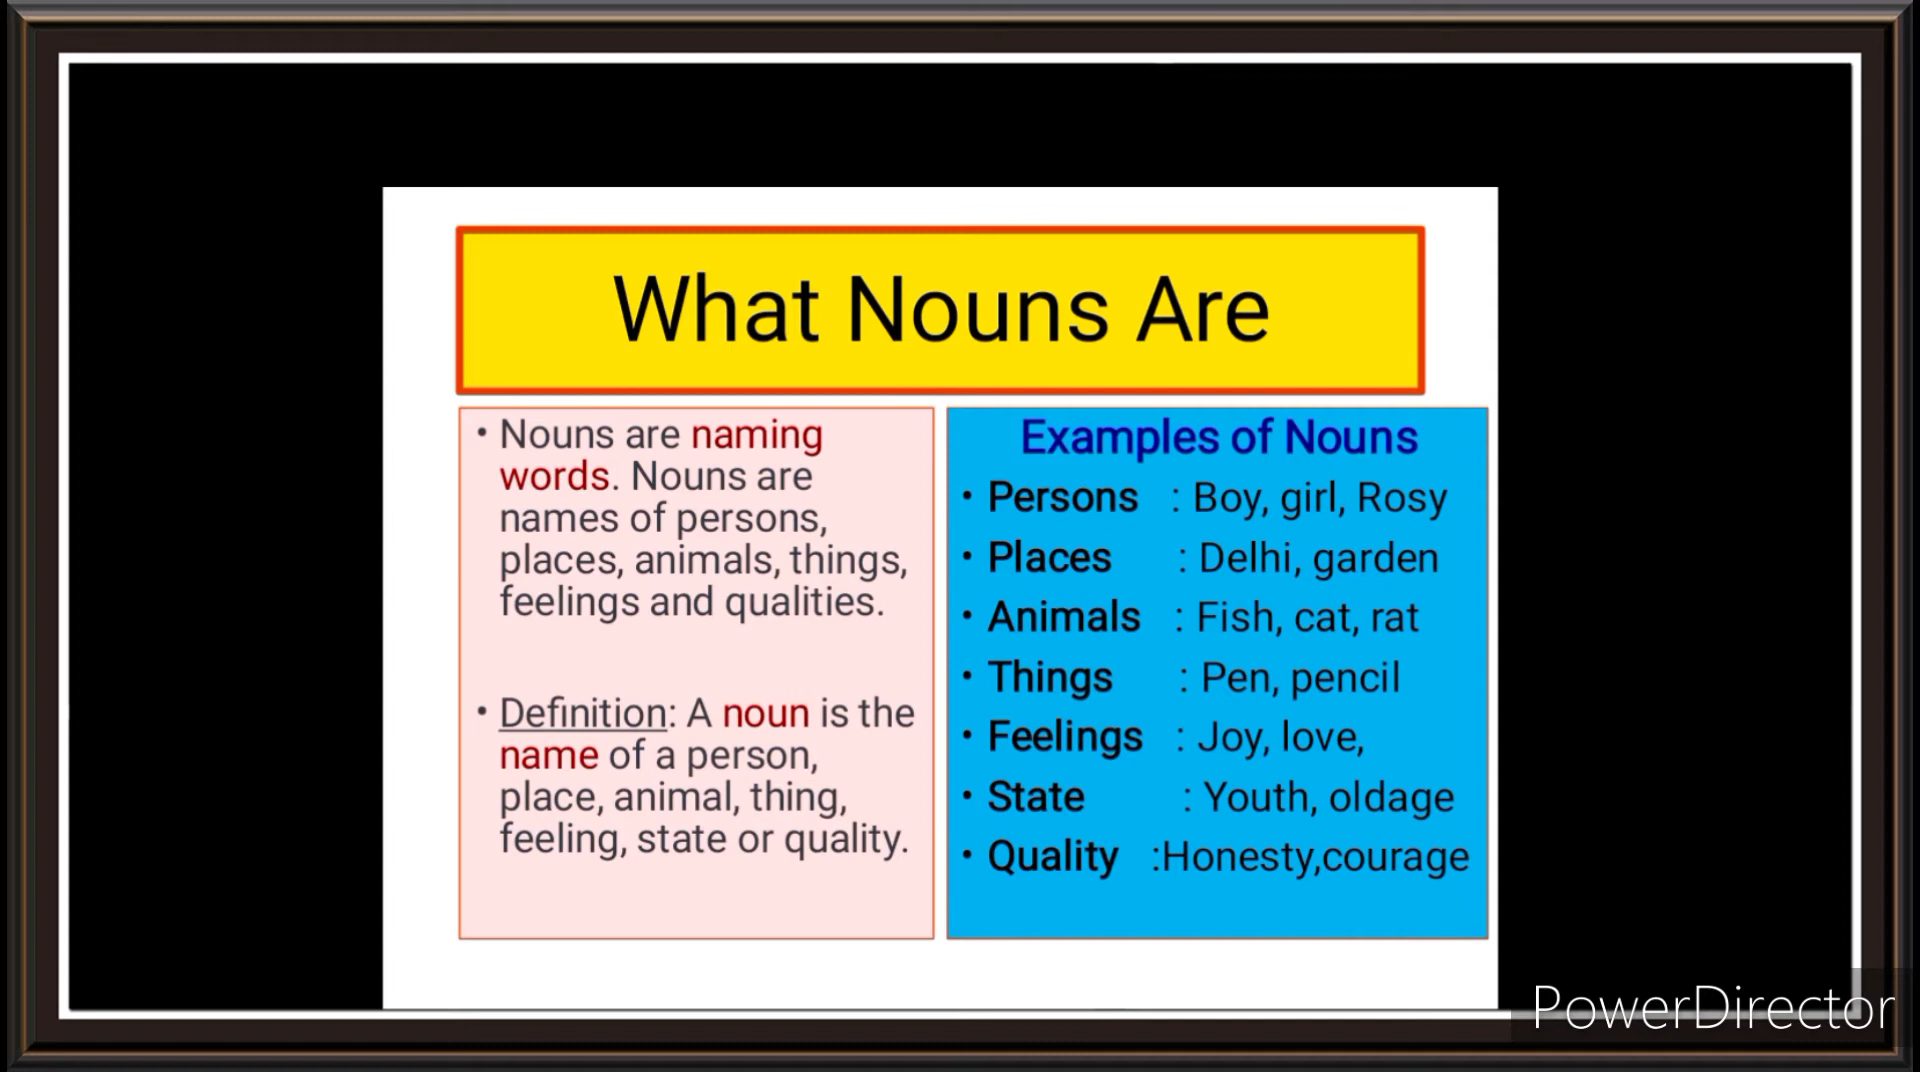 What Nouns Are
• Nouns are naming
words. Nouns are
names of persons,
places, animals, things,
feelings and qualities.
• Definition: A noun is the
name of a person,
place, animal, thing,
feeling, state or quality.
Examples of Nouns
• Persons : Boy, girl, Rosy
• Places : Delhi, garden
• Animals : Fish, cat, rat
• Things : Pen, pencil
• Feelings : Joy, love,
• State : Youth, oldage
• Quality :Honesty,courage
PowerDirector